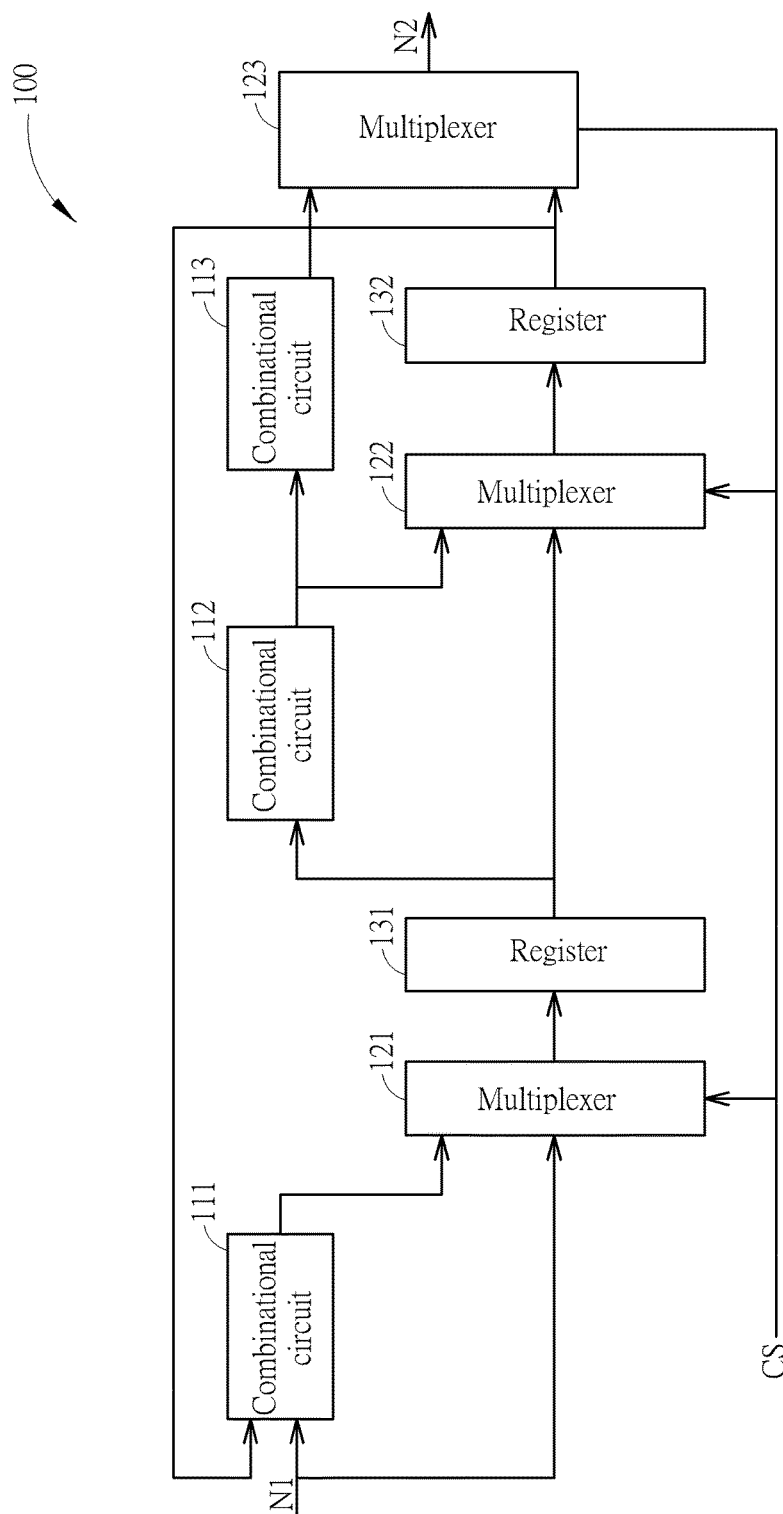 100
N1
111
Combinational
circuit
112
Combinational
circuit
113
Combinational
circuit
123
Multiplexer
N2
121
Multiplexer
131
Register
122
Multiplexer
132
Register
CS